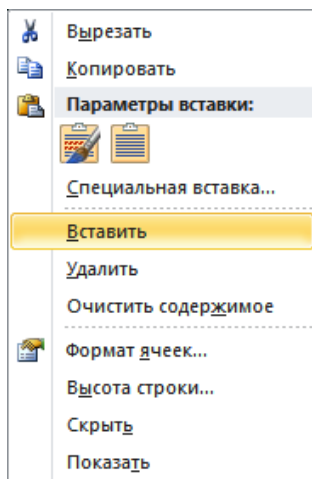 Вырезать
Копировать
Параметры вставки:
Специальная вставка...
Вставить
Удалить
Очистить содержимое
Формат ячеек...
Высота строки...
Скрыть
Показать